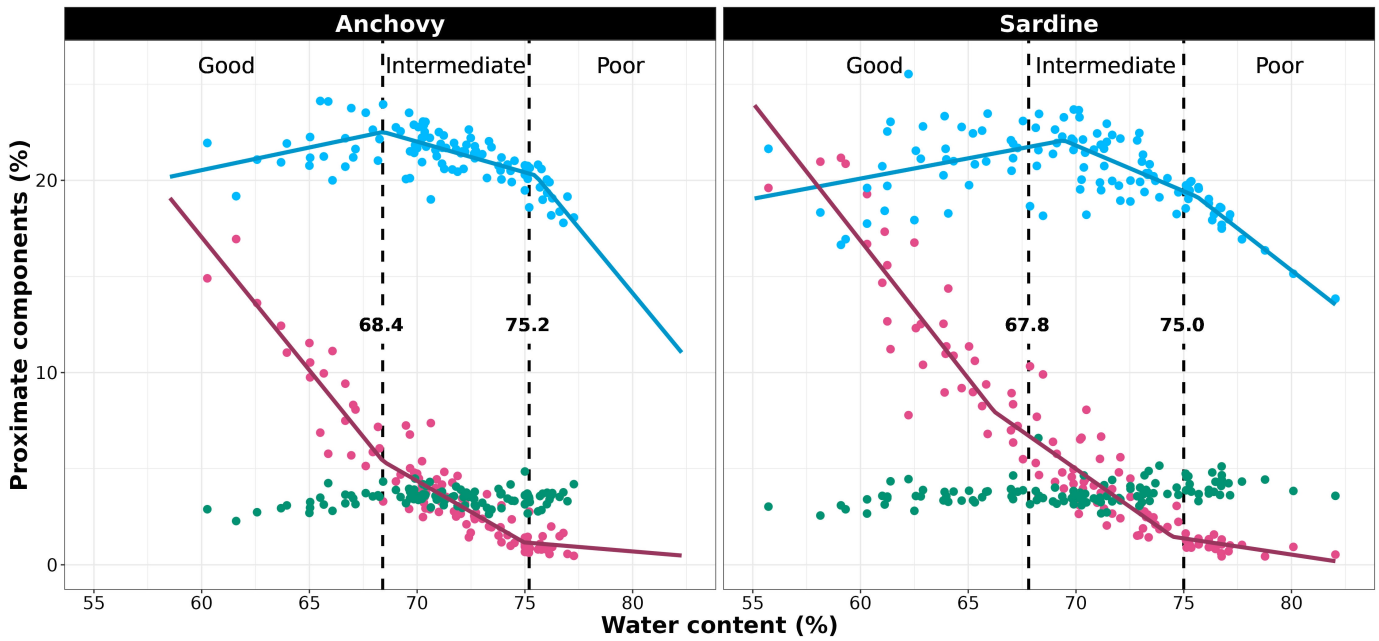 Anchovy
Sardine
Good
Intermediate
Poor
Good
Intermediate
Poor
68.4
75.2
67.8
75.0
Proximate components (%)
20
10
0
55
60
65
70
75
80
55
60
65
70
75
80
Water content (%)